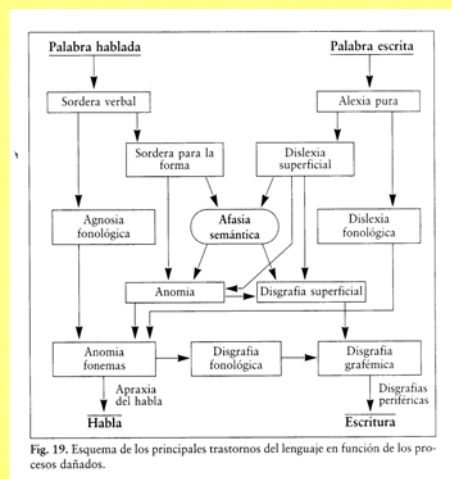 Palabra hablada
Palabra escrita
Sordera verbal
Alexia pura
Sordera para la
forma
Dislexia
superficial
Agnosia
fonológica
Afasia
semántica
Dislexia
fonológica
Anomia
Disgrafia superficial
Anomia
fonemas
Disgrafia
fonológica
Disgrafia
grafémica
Apraxia
del habla
Disgrafias
periféricas
Habla
Escritura
Fig. 19. Esquema de los principales trastornos del lenguaje en función de los pro-
cesos dañados.